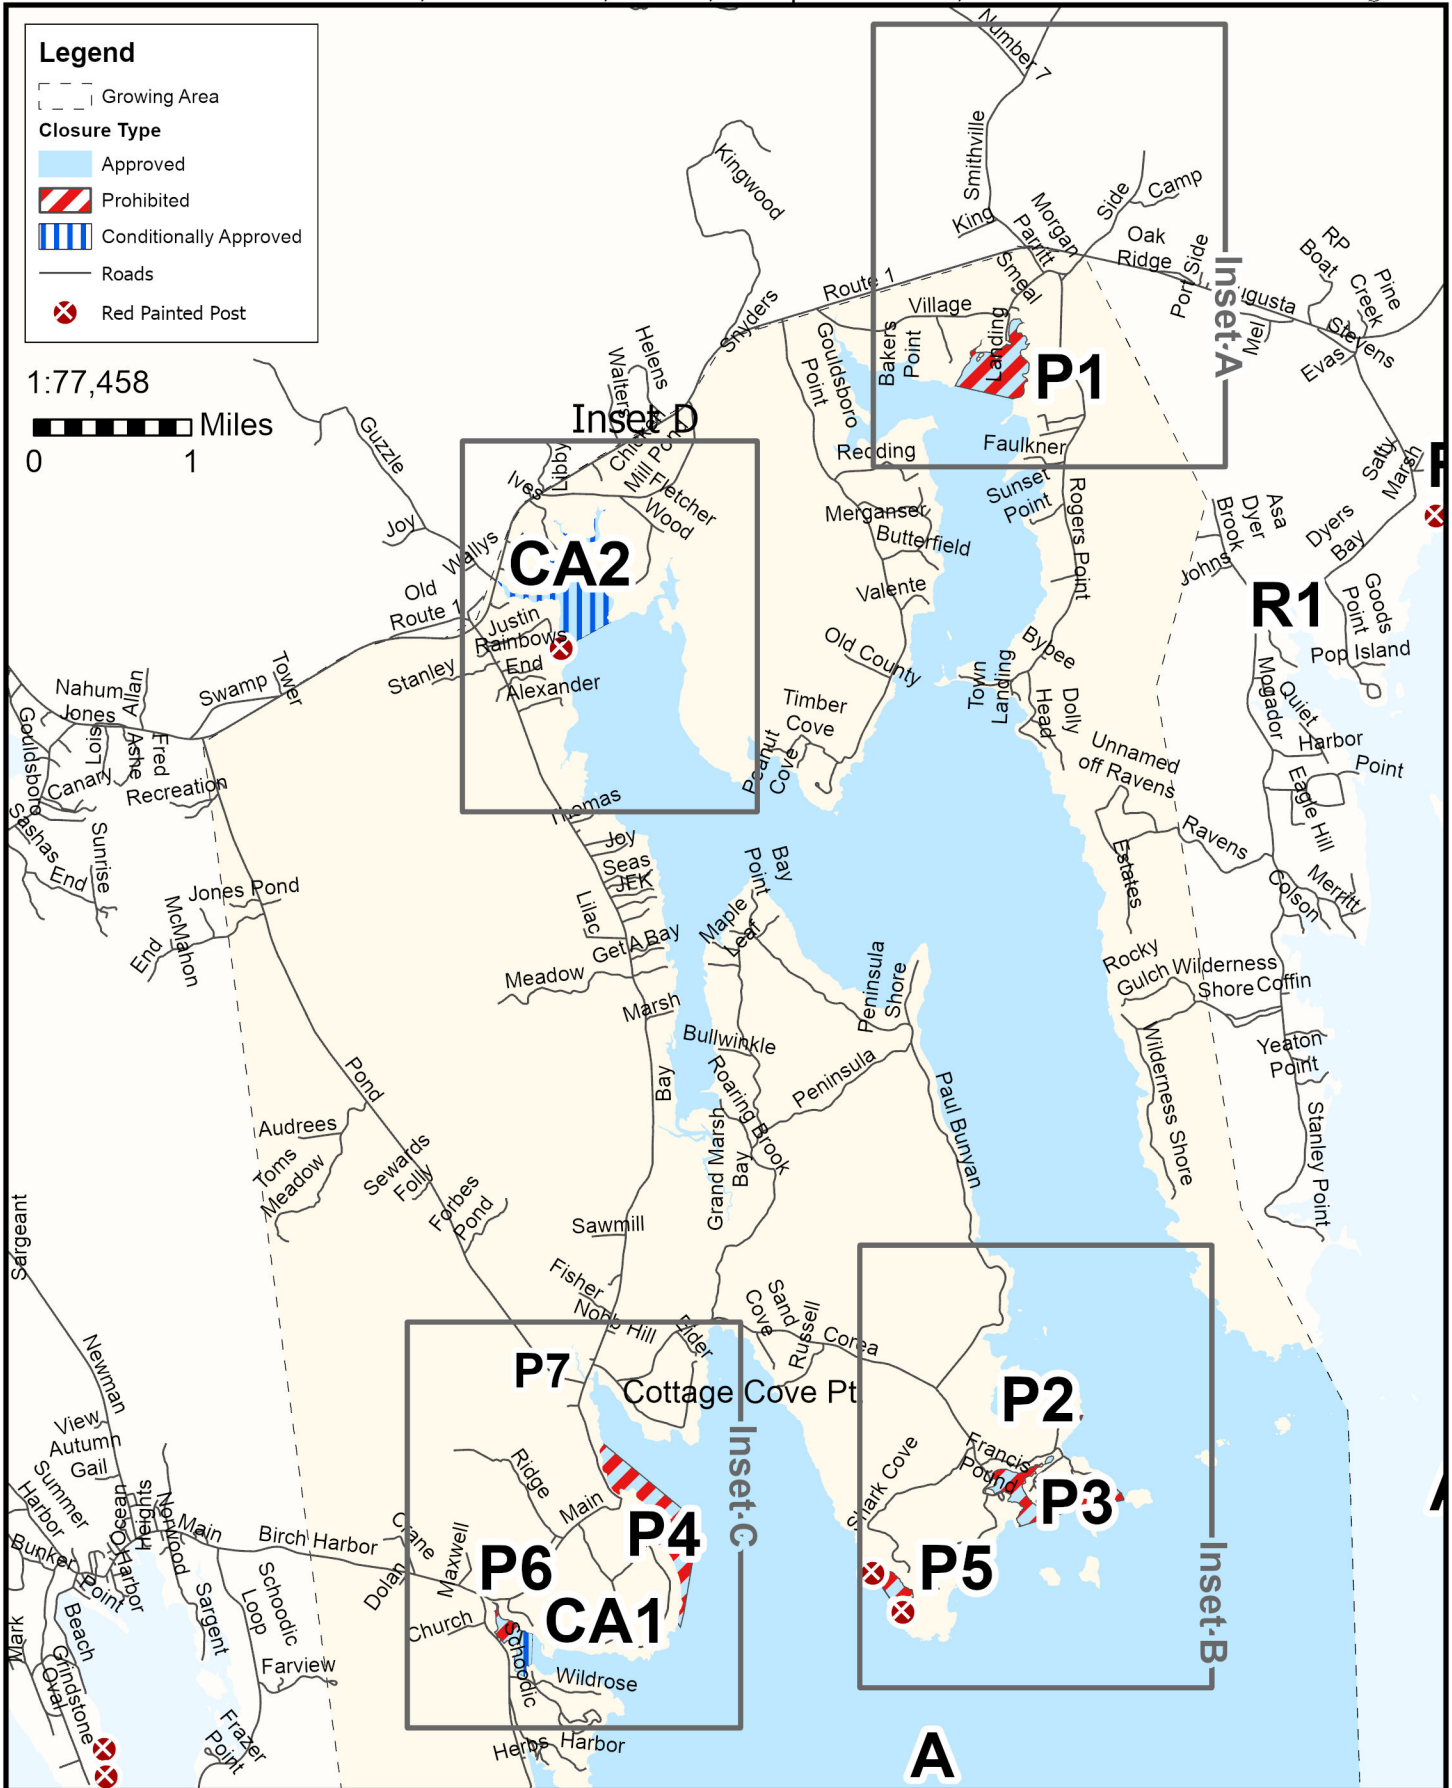 Legend
Growing Area
Closure Type
Approved
Prohibited
Conditionally Approved
Roads
Red Painted Post
1:77,458
Miles
0 1
Number 7
Smithville
King
Parritt
Morgan
Side
Camp
Oak
Ridge
Port Side
Inset A
Mel
RP
Boat
Creek
Pine
Stevens
Evas
Kingwood
Snyders
Route 1
Village
Smeal
Landing
Bakers
Point
P1
Gouldsboro
Point
Helens
Walters
Inset D
Chicken
Mill Pond
Libby
Ives
Fletcher
Wood
Guzzle
Joy
Wallys
Old
Route 1
CA2
Justin
Rainbows
End
Stanley
Alexander
Redding
Faulkner
Sunset
Point
Rogers Point
Merganser
Butterfield
Valente
Old County
Bypee
Town
Landing
Dolly
Head
Timber
Cove
Peanut
Cove
Salty
Marsh
Asa
Dyer
Brook
Dyers
Bay
Johns
R1
Goods
Point
Pop Island
Mogador
Quiet
Harbor
Point
Eagle Hill
Unnamed
off Ravens
Ravens
Estates
Colson
Merritt
Nahum
Jones
Allan
Swamp
Tower
Gouldsboro
Lois
Ashe
Fred
Canary
Recreation
Sashas
End
Sunrise
Jones Pond
McMahon
End
Thomas
Joy
Seas
JFK
Lilac
Get A Bay
Meadow
Marsh
Bay
Point
Maple
Leaf
Peninsula
Shore
Bullwinkle
Roaring Brook
Peninsula
Paul Bunyan
Bay
Grand Marsh
Bay
Rocky
Gulch
Wilderness
Shore
Coffin
Yeaton
Point
Wilderness Shore
Stanley Point
Pond
Audrees
Toms
Meadow
Sewards
Folly
Forbes
Pond
Sawmill
Fisher
Nobb Hill
Elder
Sand
Cove
Russell
Corea
Cottage Cove Pt
P7
Inset C
P2
Francis
Pound
P3
Shark Cove
P5
Inset B
Sargeant
Newman
View
Autumn
Gail
Summer
Harbor
Bunker
Point
Ocean
Heights
Harbor
Norwood
Main
Birch Harbor
Crane
Dolan
Maxwell
Ridge
Main
P4
P6
CA1
Church
Schoodic
Wildrose
Herbs
Harbor
Sargent
Schoodic
Loop
Farview
Frazer
Point
Mark
Beach
Grindstone
Oval
A